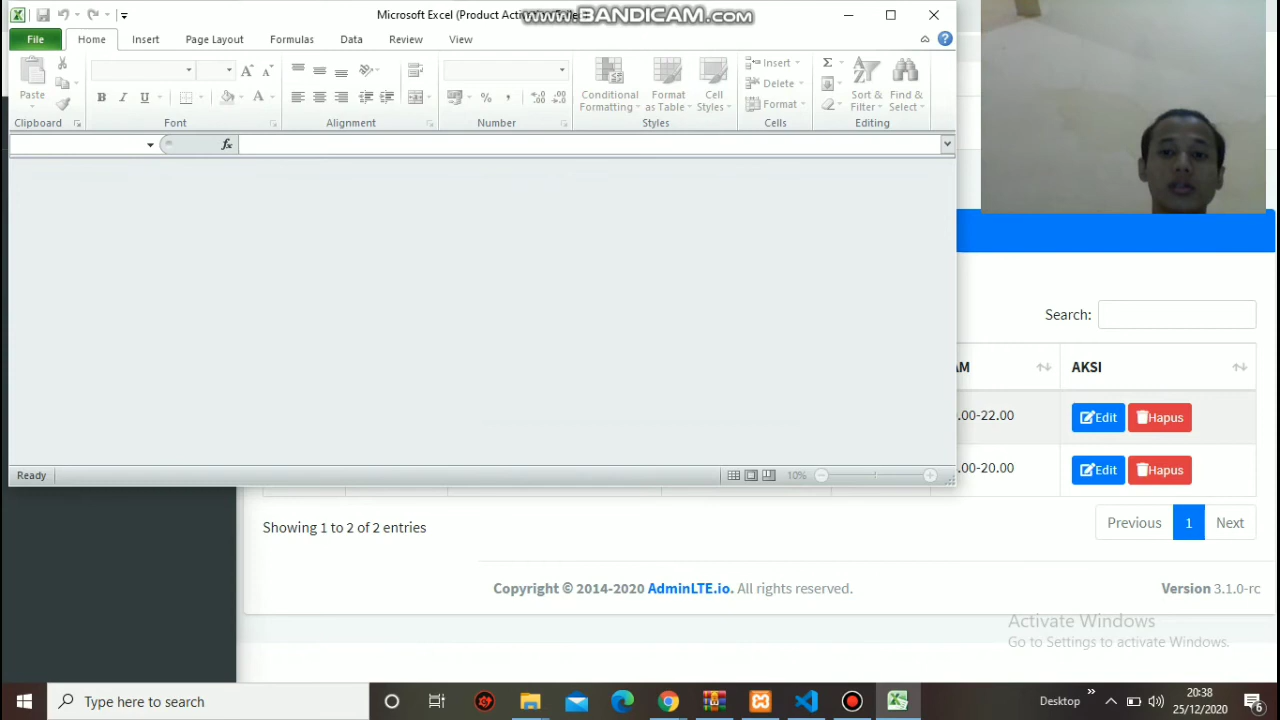 Microsoft Excel (Product Activ
www.BANDICAM.com
File Home Insert Page Layout Formulas Data Review View
Paste
Conditional Formatting
Format as Table
Cell Styles
Insert
Delete
Format
Sort & Filter
Find & Select
Clipboard Font Alignment Number Styles Cells Editing
fx
Search:
AM AKSI
.00-22.00 Edit Hapus
.00-20.00 Edit Hapus
Ready 10%
Showing 1 to 2 of 2 entries Previous 1 Next
Copyright © 2014-2020 AdminLTE.io. All rights reserved. Version 3.1.0-rc
Activate Windows
Go to Settings to activate Windows.
Type here to search
Desktop
20:38
25/12/2020
6